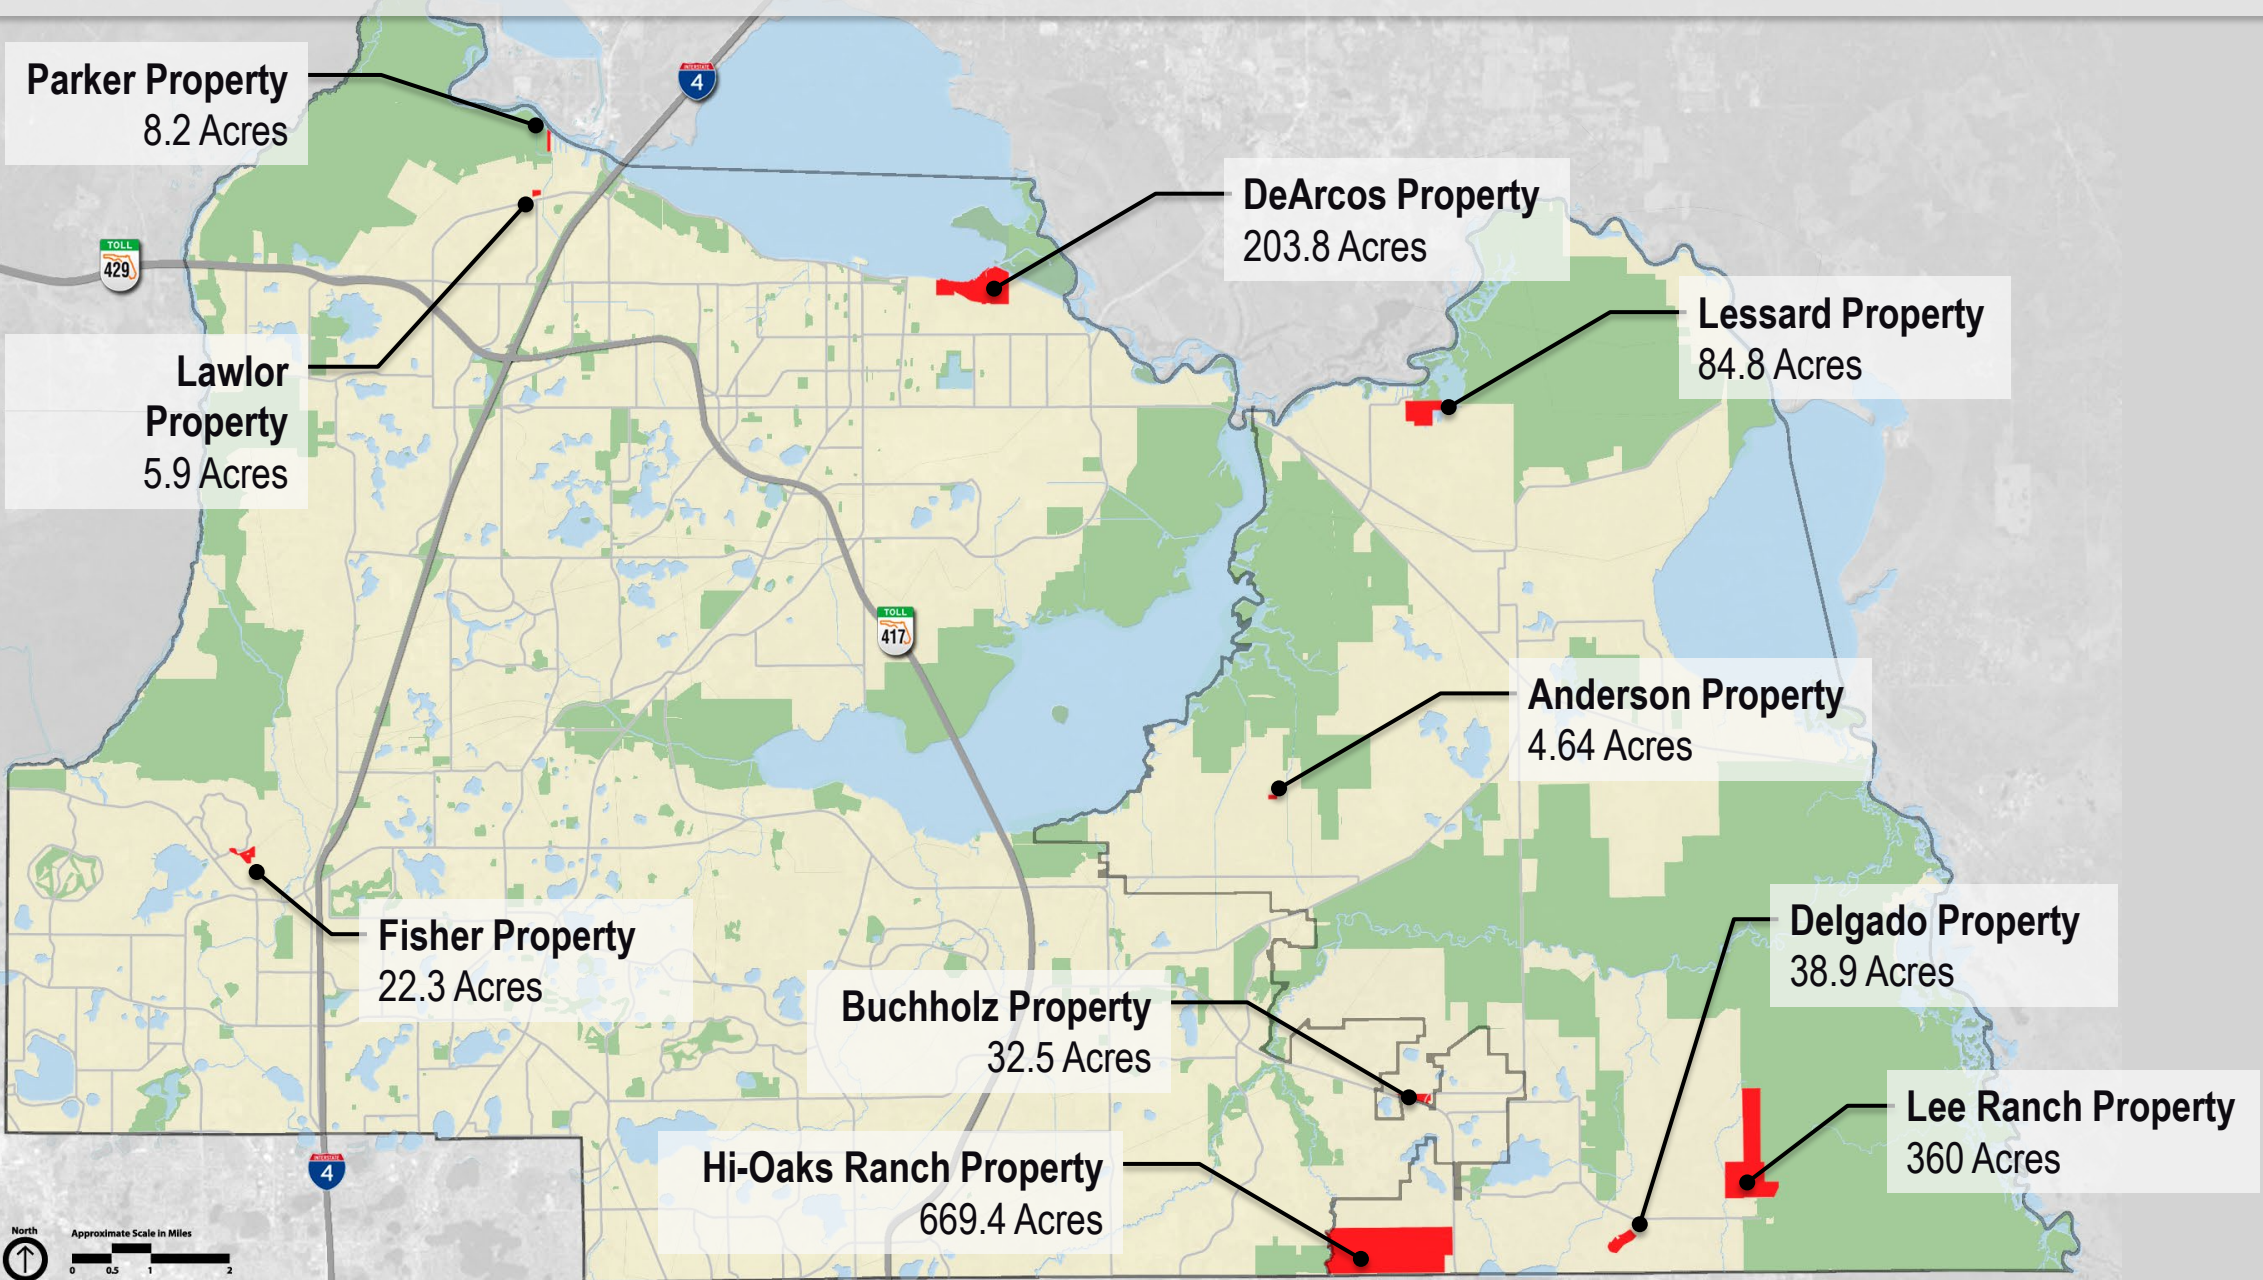 Parker Property
8.2 Acres
INTERSTATE
4
DeArcos Property
203.8 Acres
TOLL
429
Lessard Property
84.8 Acres
Lawlor
Property
5.9 Acres
TOLL
417
Anderson Property
4.64 Acres
Fisher Property
22.3 Acres
Delgado Property
38.9 Acres
Buchholz Property
32.5 Acres
Lee Ranch Property
360 Acres
Hi-Oaks Ranch Property
669.4 Acres
INTERSTATE
4
North
Approximate Scale in Miles
0 0.5 1 2